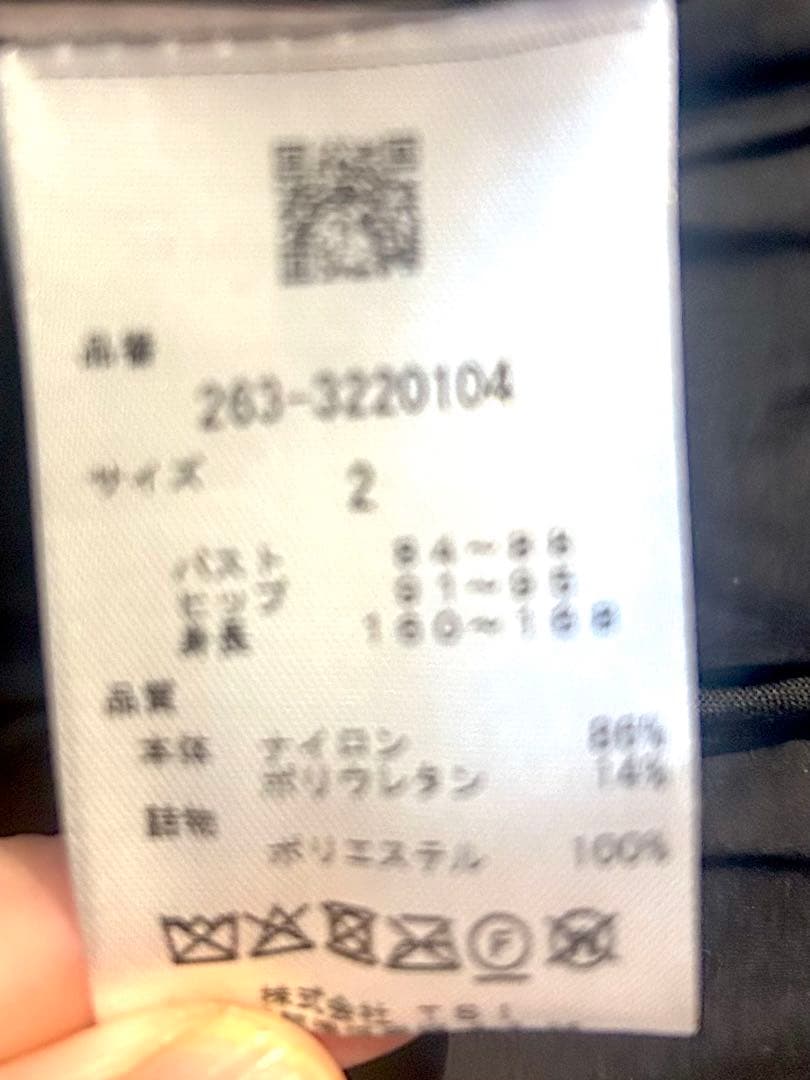 品番
263-3220104
サイズ 2
バスト
ヒップ
身長
品質
本体 ナイロン 86%
ポリウレタン 14%
詰物
ポリエステル 100%
F
W
株式会社 TSI